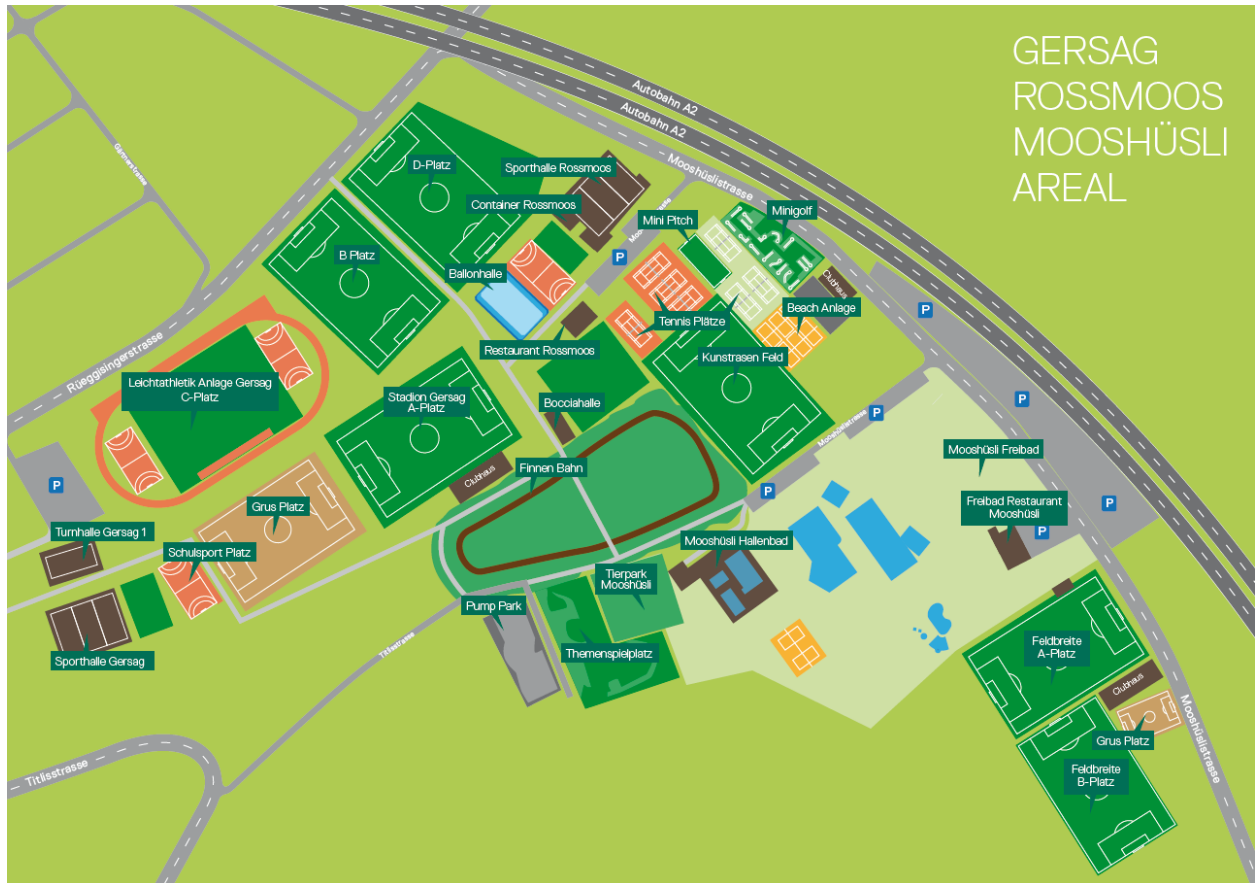 GERSAG
ROSSMOOS
MOOSHÜSLI
AREAL
Autobahn A2
Autobahn A2
Mooshüslistrasse
D-Platz
Sporthalle Rossmoos
Container Rossmoos
Mini Pitch
Minigolf
P
B Platz
Ballonhalle
Clubhaus
Beach Anlage
P
Tennis Plätze
Restaurant Rossmoos
Kunstrasen Feld
Rüeggisingerstrasse
Leichtathletik Anlage Gersag
C-Platz
Stadion Gersag
A-Platz
Bocciahalle
P
P
Mooshüsli Freibad
Clubhaus
Finnen Bahn
P
P
Freibad Restaurant
Mooshüsli
P
P
Grus Platz
Turnhalle Gersag 1
Schulsport Platz
Mooshüsli Hallenbad
Tierpark
Mooshüsli
Pump Park
Titlisstrasse
Themenspielplatz
Sporthalle Gersag
Feldbreite
A-Platz
Clubhaus
Mooshüslistrasse
Grus Platz
Feldbreite
B-Platz
Titlisstrasse